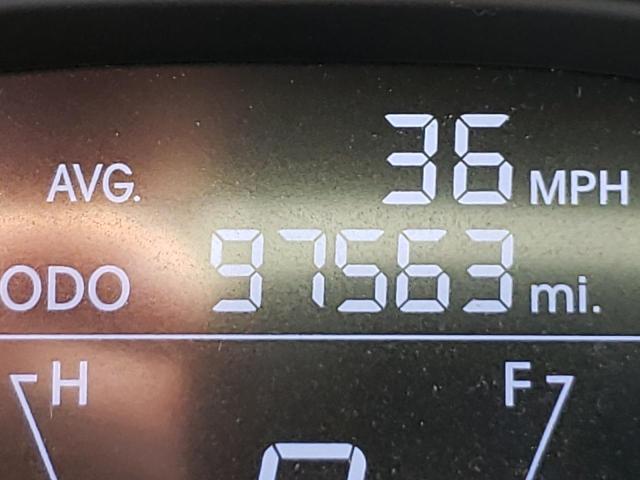 AVG. 36 MPH
ODO 97563 mi.
H F